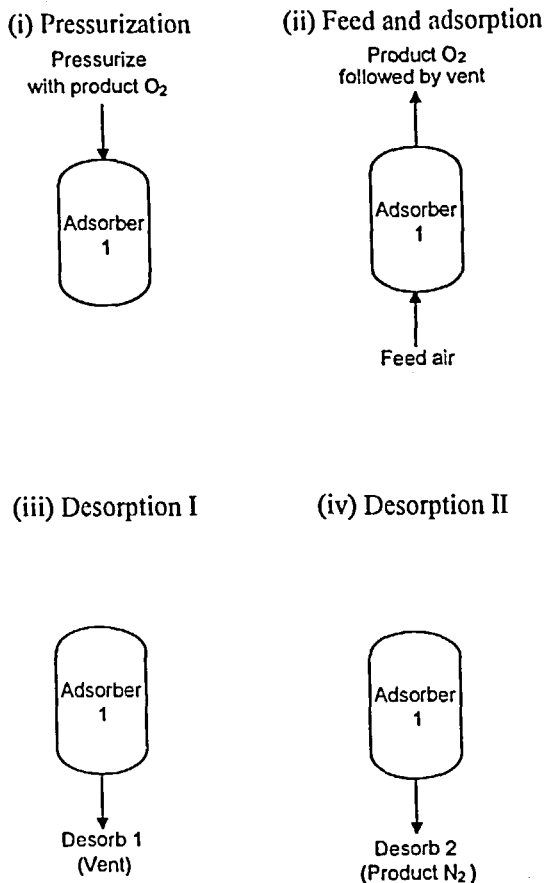 (i) Pressurization
Pressurize
with product O₂
Adsorber
1
(ii) Feed and adsorption
Product O₂
followed by vent
Adsorber
1
Feed air
(iii) Desorption I
Adsorber
1
Desorb 1
(Vent)
(iv) Desorption II
Adsorber
1
Desorb 2
(Product N₂)